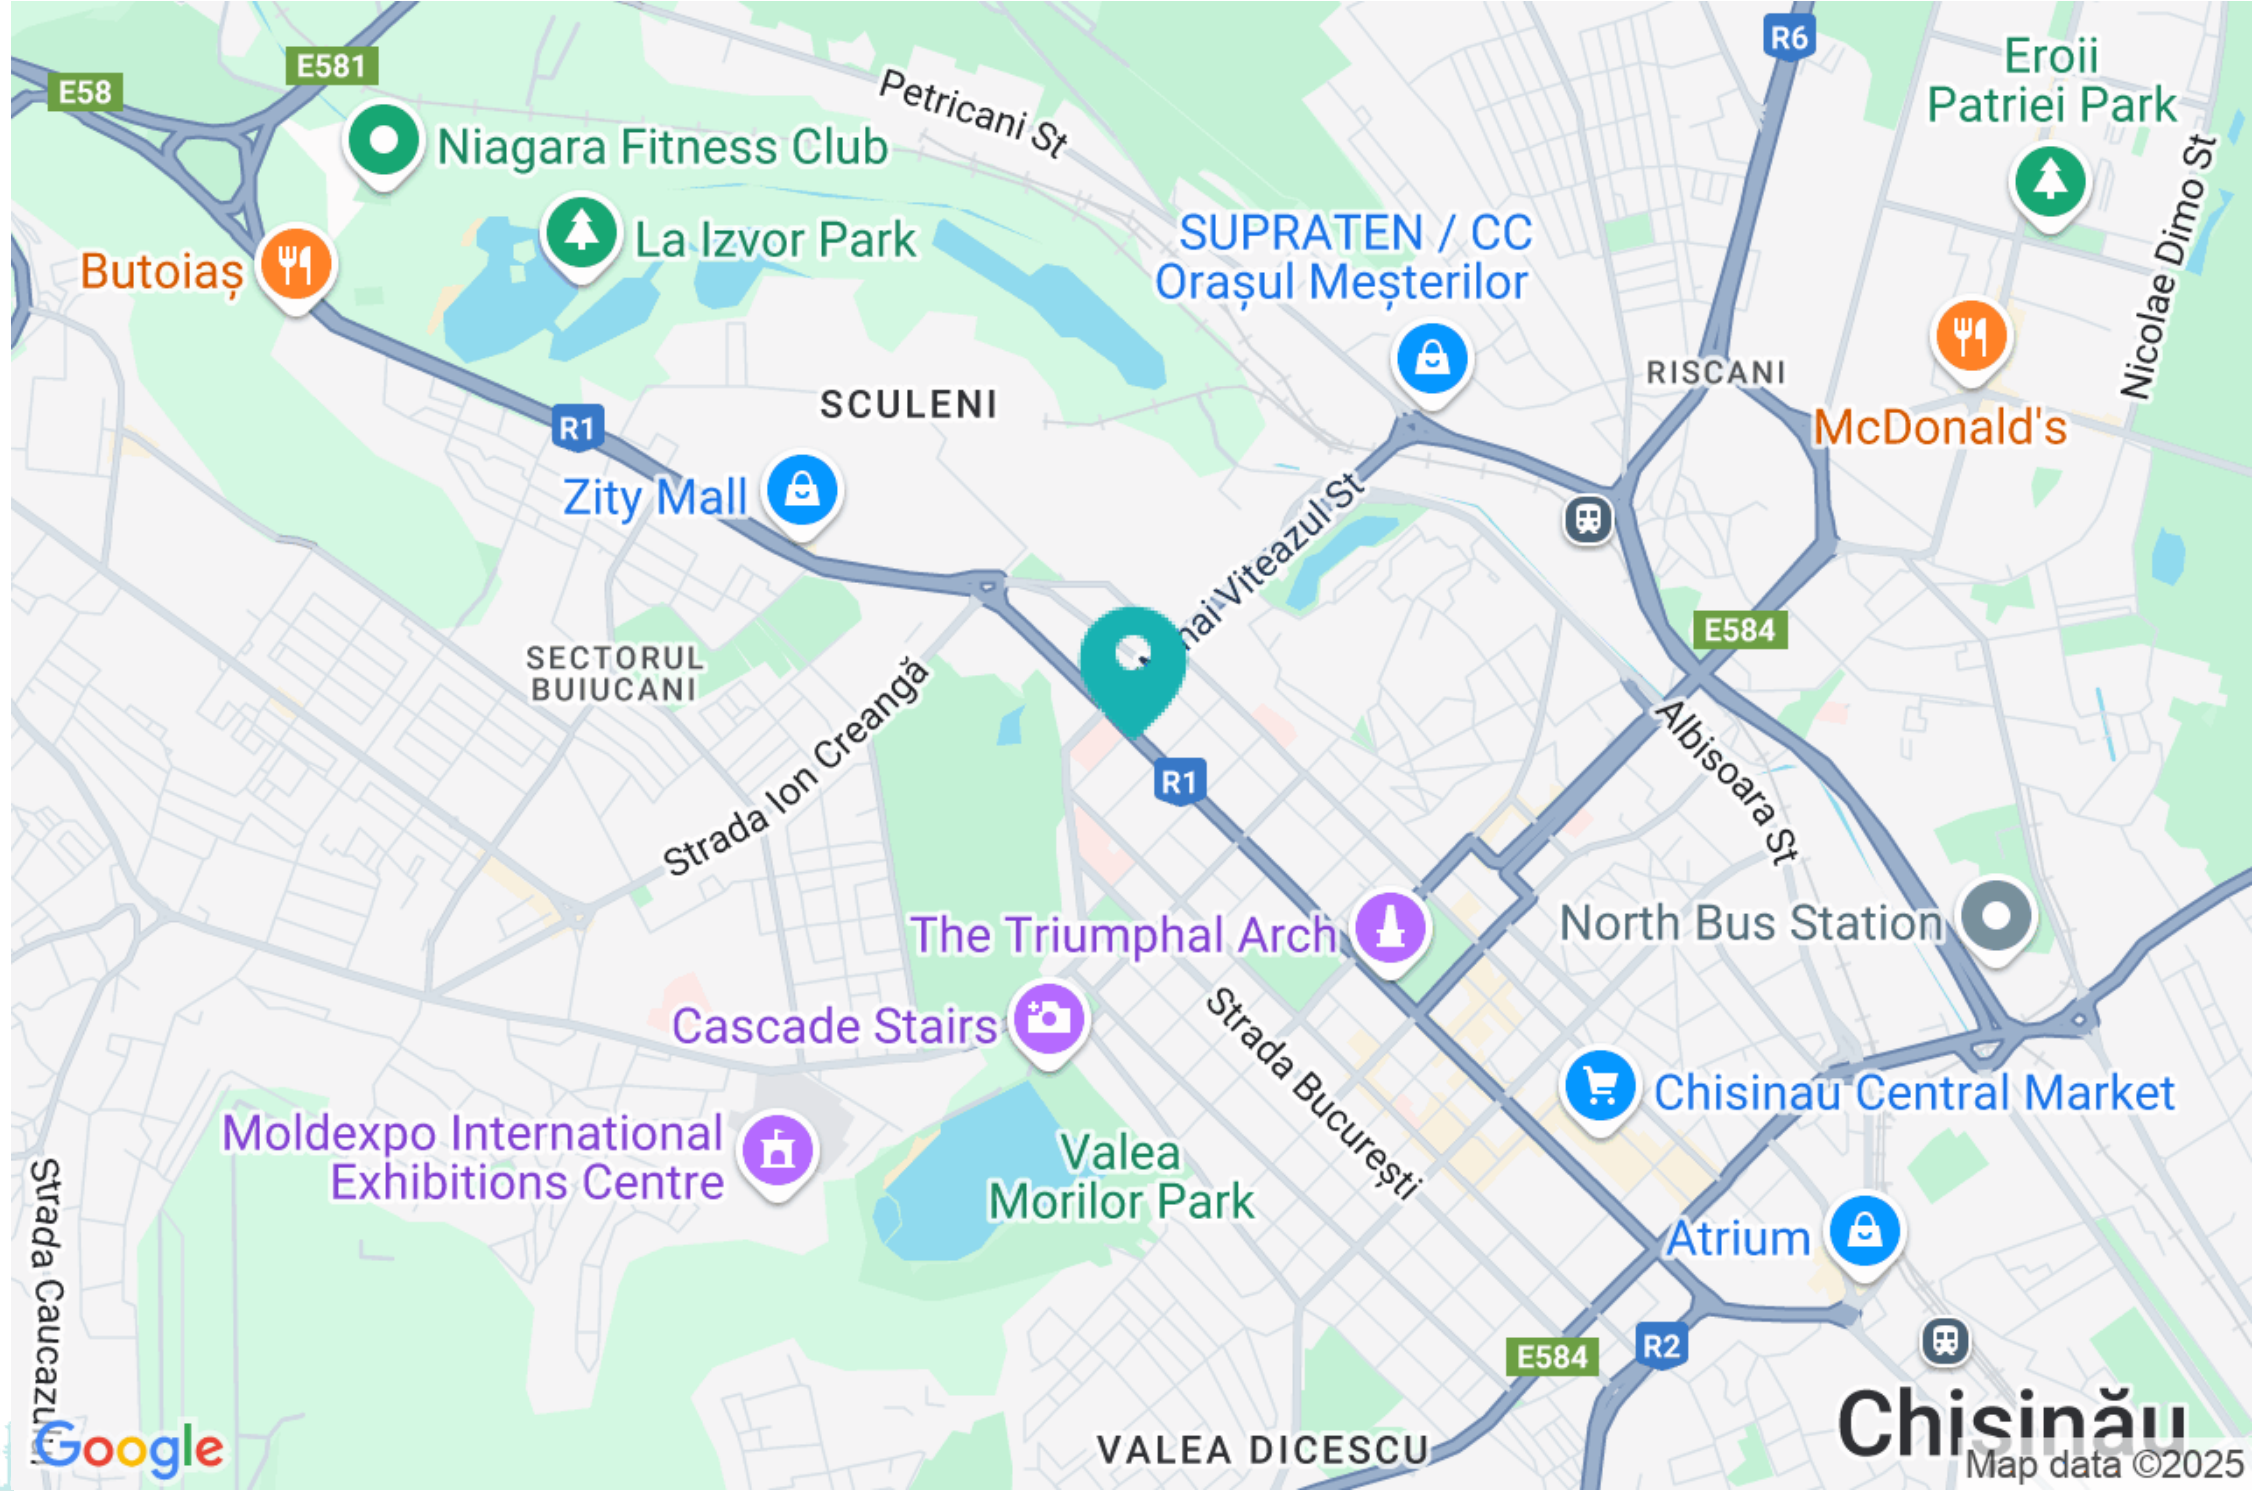 R6
Eroii
Patriei Park
E581
E58
Petricani St
Niagara Fitness Club
Nicolae Dimo St
La Izvor Park
SUPRATEN / CC
Orașul Meșterilor
Butoiaș
RISCANI
SCULENI
McDonald's
R1
Zity Mall
hai Viteazul St
E584
SECTORUL
BUIUCANI
Strada Ion Creangă
Albisoara St
R1
The Triumphal Arch
North Bus Station
Cascade Stairs
Strada București
Chisinau Central Market
Moldexpo International
Exhibitions Centre
Valea
Morilor Park
Strada Caucazului
Atrium
E584
R2
Chișinău
VALEA DICESCU
Google
Map data ©2025